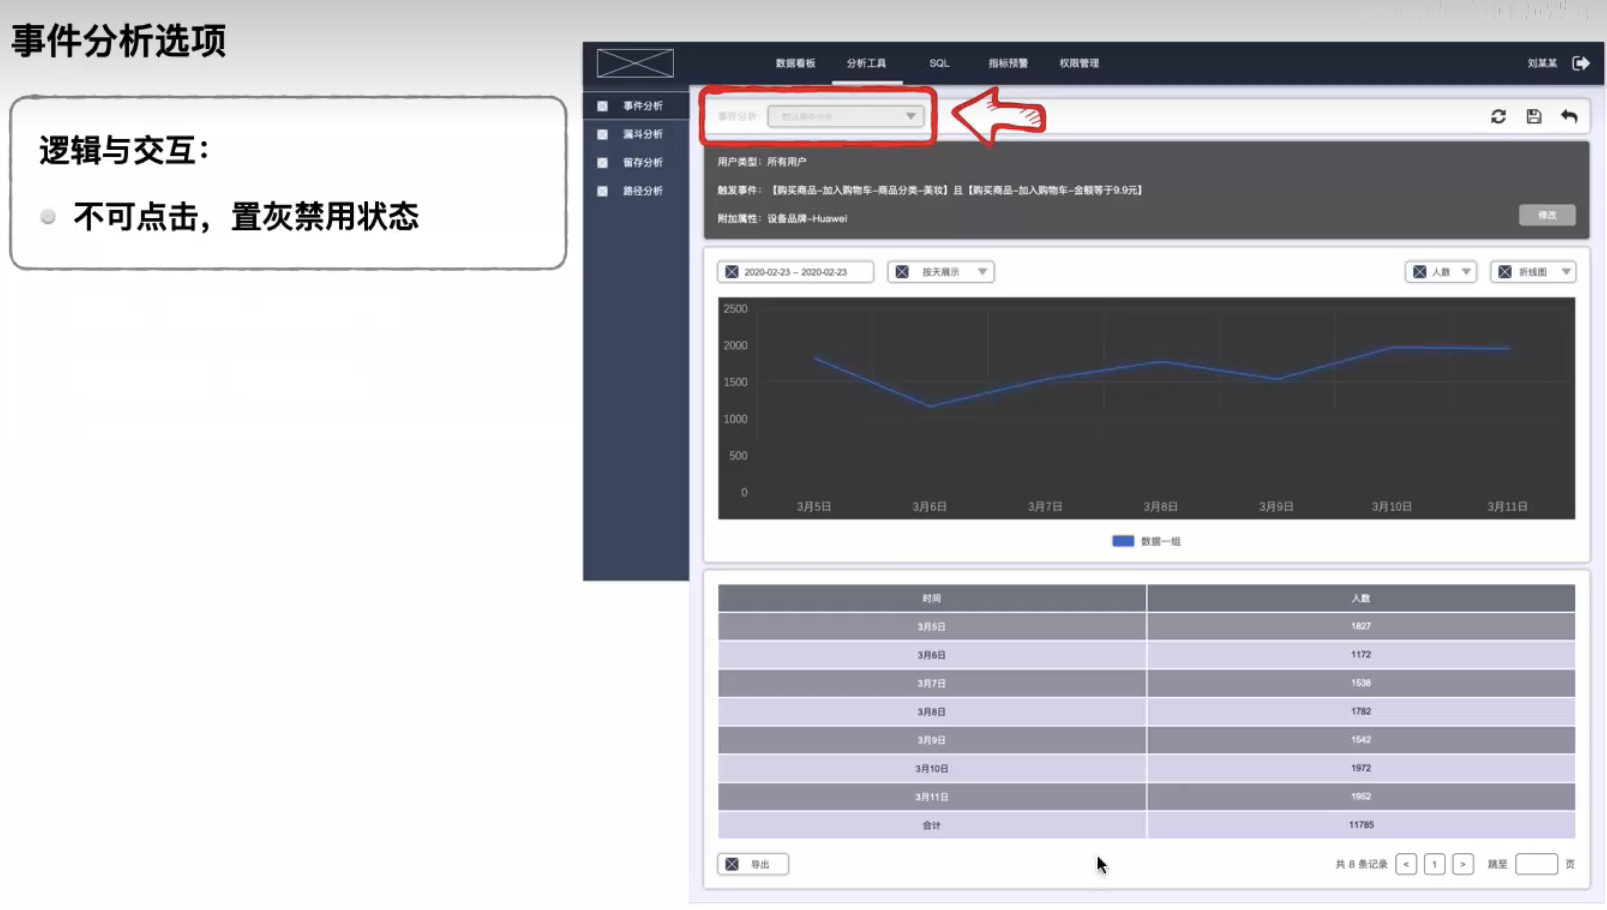 事件分析选项
逻辑与交互：
不可点击，置灰禁用状态
数据看板 分析工具 SQL 指标预警 权限管理 刘某某
事件分析
漏斗分析
留存分析
路径分析
事件分析 默认事件分析
用户类型：所有用户
触发事件：【购买商品-加入购物车-商品分类-美妆】且【购买商品-加入购物车-金额等于9.9元】
附加属性：设备品牌-Huawei
修改
2020-02-23 - 2020-02-23 按天展示 人数 折线图
2500
2000
1500
1000
500
0
3月5日 3月6日 3月7日 3月8日 3月9日 3月10日 3月11日
数据一组
时间 人数
3月5日 1827
3月6日 1172
3月7日 1538
3月8日 1782
3月9日 1542
3月10日 1972
3月11日 1952
合计 11785
导出 共 8 条记录 < 1 > 跳至 页